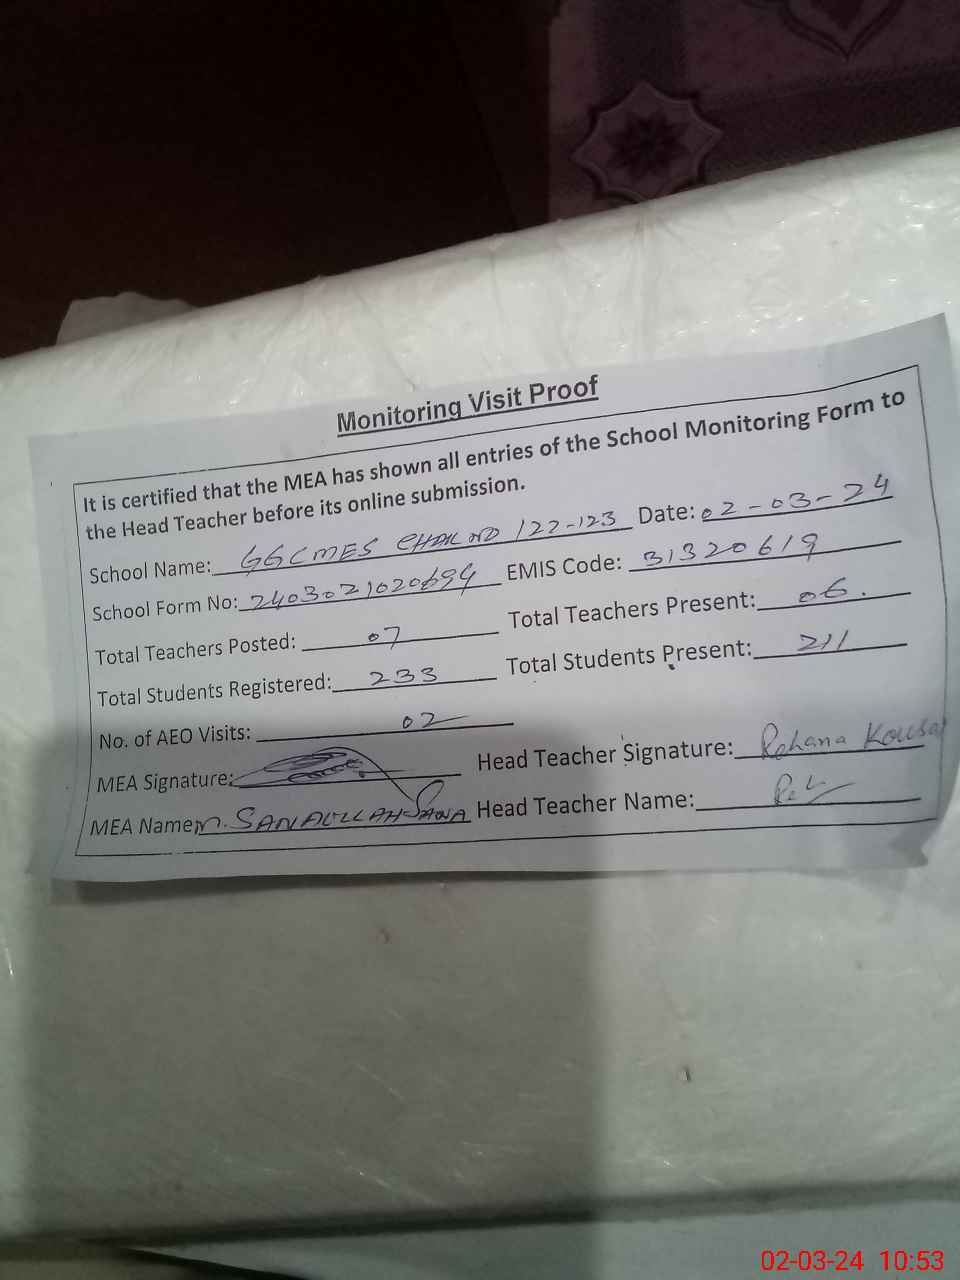 Monitoring Visit Proof
It is certified that the MEA has shown all entries of the School Monitoring Form to
the Head Teacher before its online submission.
School Name: GGCMES CHAK NO 122-123 Date: 02-03-24
School Form No: 2403021020694 EMIS Code: 31320619
Total Teachers Posted: 07 Total Teachers Present: 06.
Total Students Registered: 233 Total Students Present: 211
No. of AEO Visits: 02
MEA Signature: Head Teacher Signature: Rehana Kousar
MEA Name: M. SANAULLAH SANA Head Teacher Name:
02-03-24 10:53